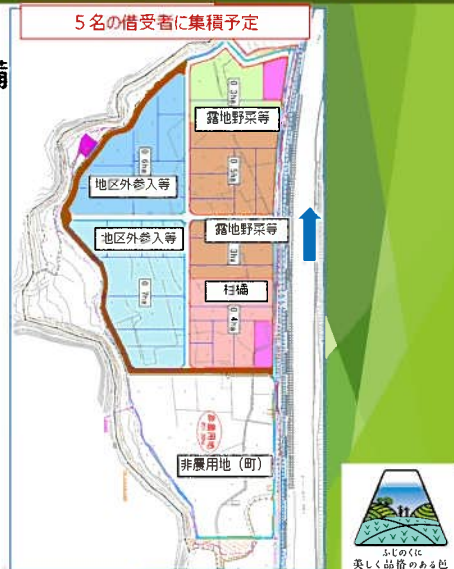 備
５名の借受者に集積予定
露地野菜等
地区外参入等
地区外参入等
露地野菜等
柑橘
非農用地（町）
ふじのくに
美しく品格のある邑